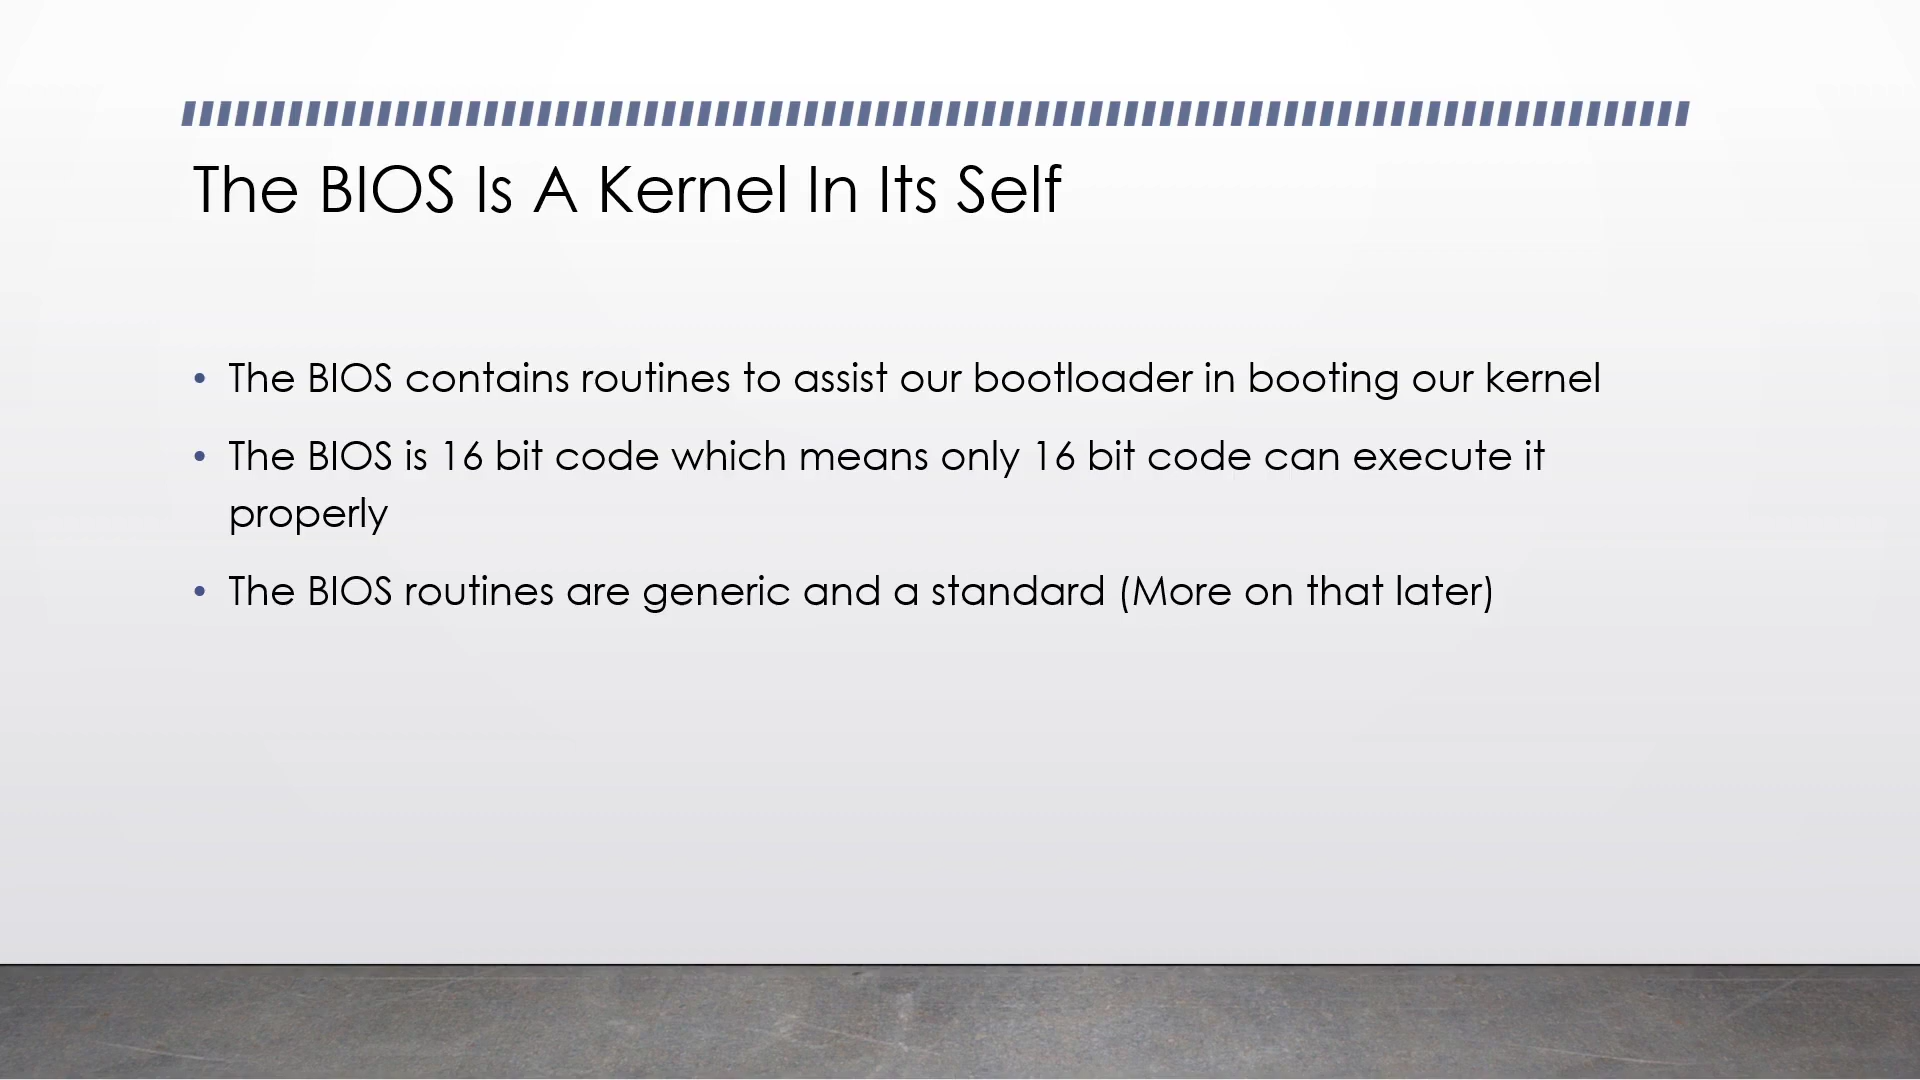 The BIOS Is A Kernel In Its Self
• The BIOS contains routines to assist our bootloader in booting our kernel
• The BIOS is 16 bit code which means only 16 bit code can execute it
properly
• The BIOS routines are generic and a standard (More on that later)